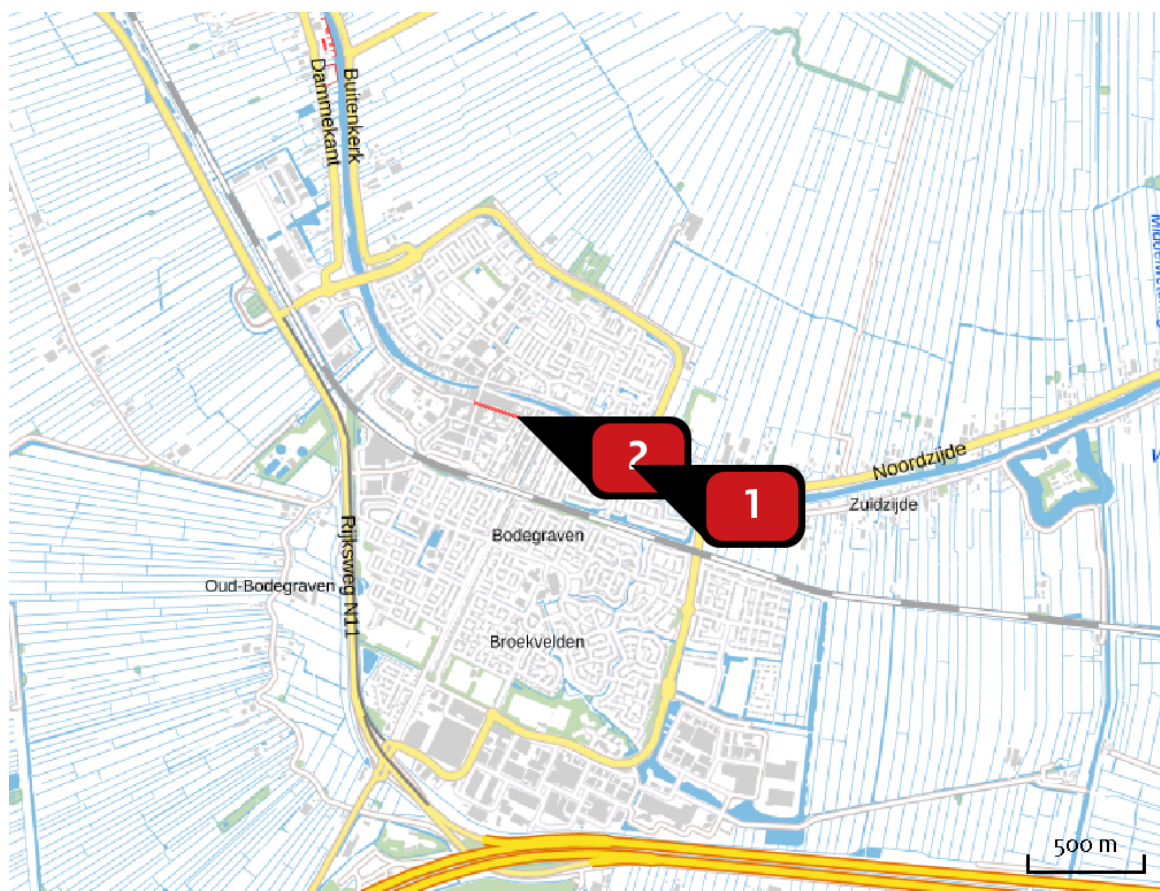 Dammekant
Buitenkerk
2
1
Noordzijde
Zuidzijde
Bodegraven
Rijksweg N11
Oud-Bodegraven
Broekvelden
500 m